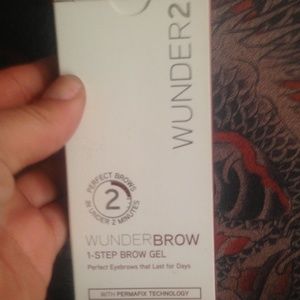 WUNDER2
PERFECT BROWS
2
IN UNDER 2 MINUTES
WUNDERBROW
1-STEP BROW GEL
Perfect Eyebrows that Last for Days
WITH PERMAFIX TECHNOLOGY